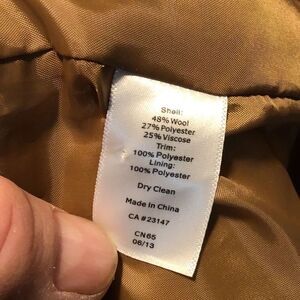 Shell:
48% Wool
27% Polyester
25% Viscose
Trim:
100% Polyester
Lining:
100% Polyester
Dry Clean
Made in China
CA #23147
CN65
06/13